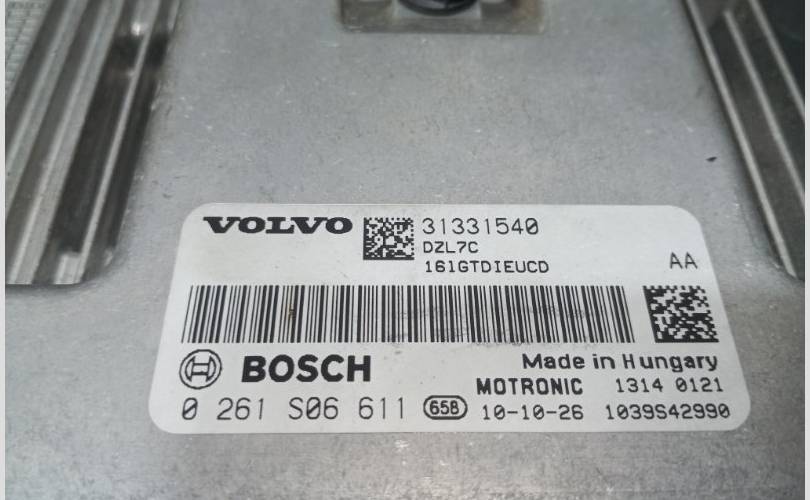 VOLVO 31331540
DZL7C
161GTDIEUCD AA
BOSCH Made in Hungary
MOTRONIC 1314 0121
0 261 S06 611 658 10-10-26 1039S42990